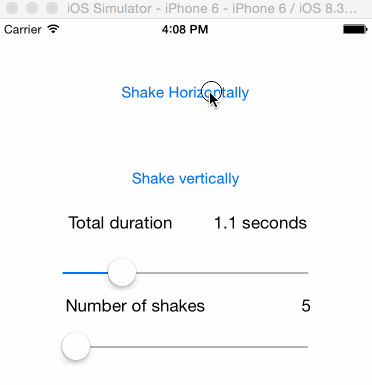 iOS Simulator - iPhone 6 - iPhone 6 / iOS 8.3...
Carrier 4:08 PM
Shake Horizontally
Shake vertically
Total duration 1.1 seconds
Number of shakes 5